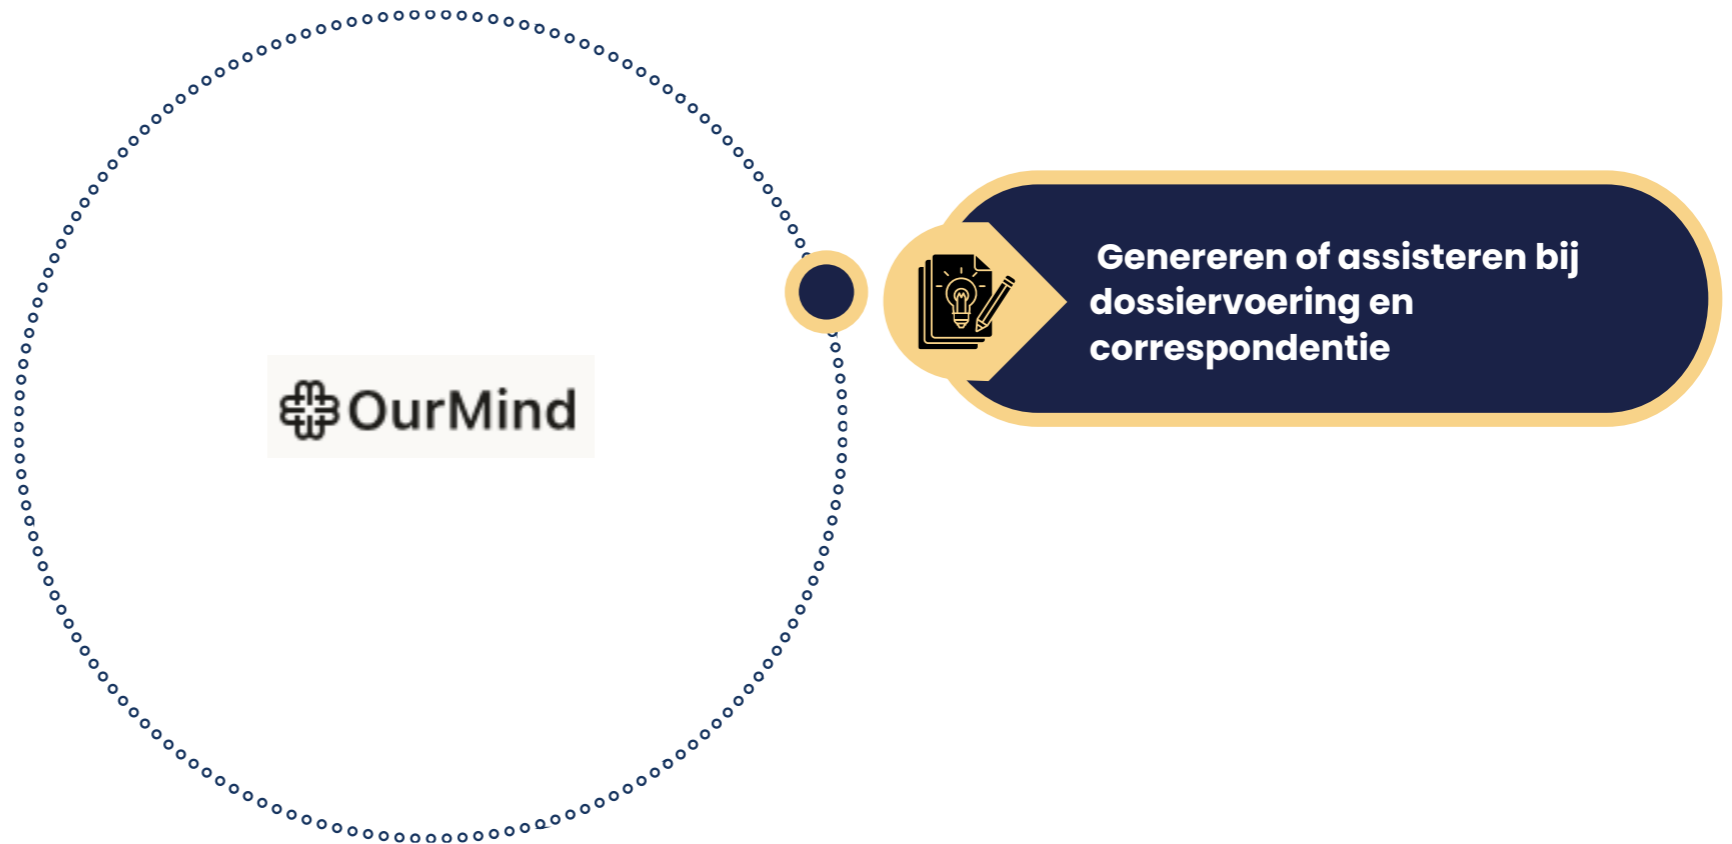 OurMind
Genereren of assisteren bij
dossiervoering en
correspondentie